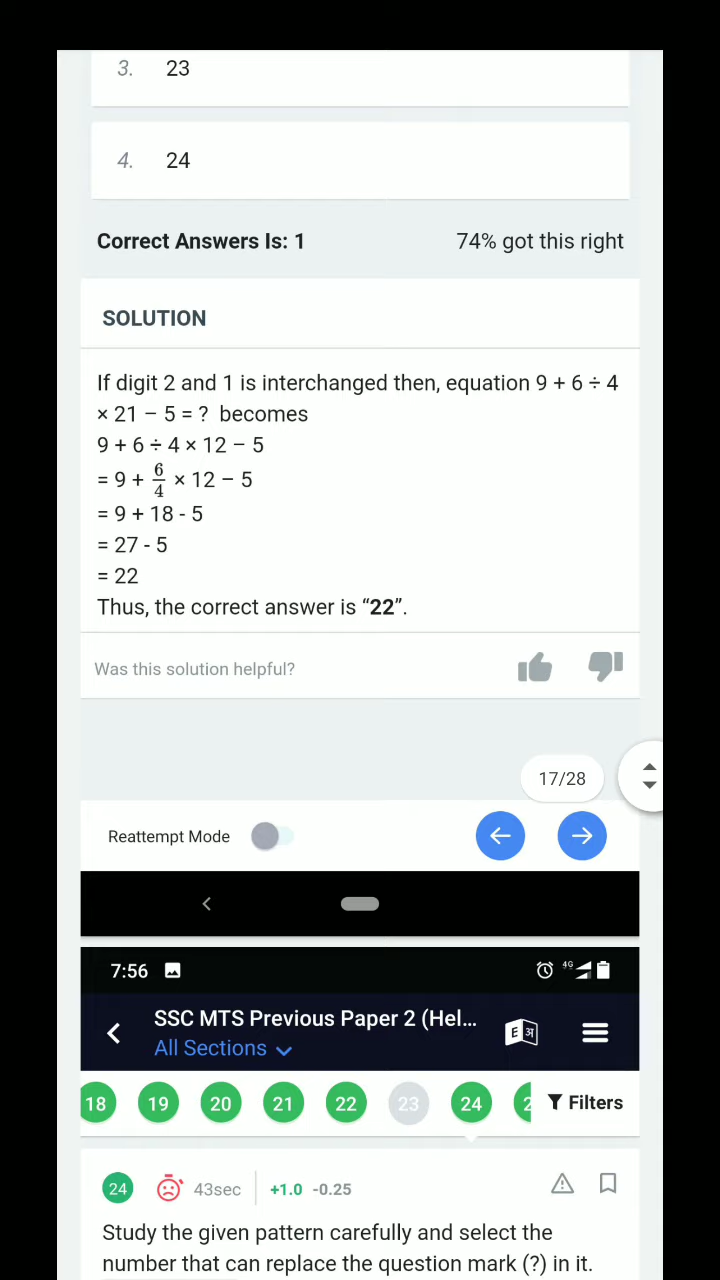 3. 23
4. 24
Correct Answers Is: 1 74% got this right
SOLUTION
If digit 2 and 1 is interchanged then, equation 9 + 6 ÷ 4
× 21 – 5 = ? becomes
9 + 6 ÷ 4 × 12 – 5
= 9 + 6/4 × 12 – 5
= 9 + 18 - 5
= 27 - 5
= 22
Thus, the correct answer is “22”.
Was this solution helpful?
17/28
Reattempt Mode
7:56 4G
SSC MTS Previous Paper 2 (Hel...
All Sections
E अ
18 19 20 21 22 23 24 2 Filters
24 43sec +1.0 -0.25
Study the given pattern carefully and select the
number that can replace the question mark (?) in it.